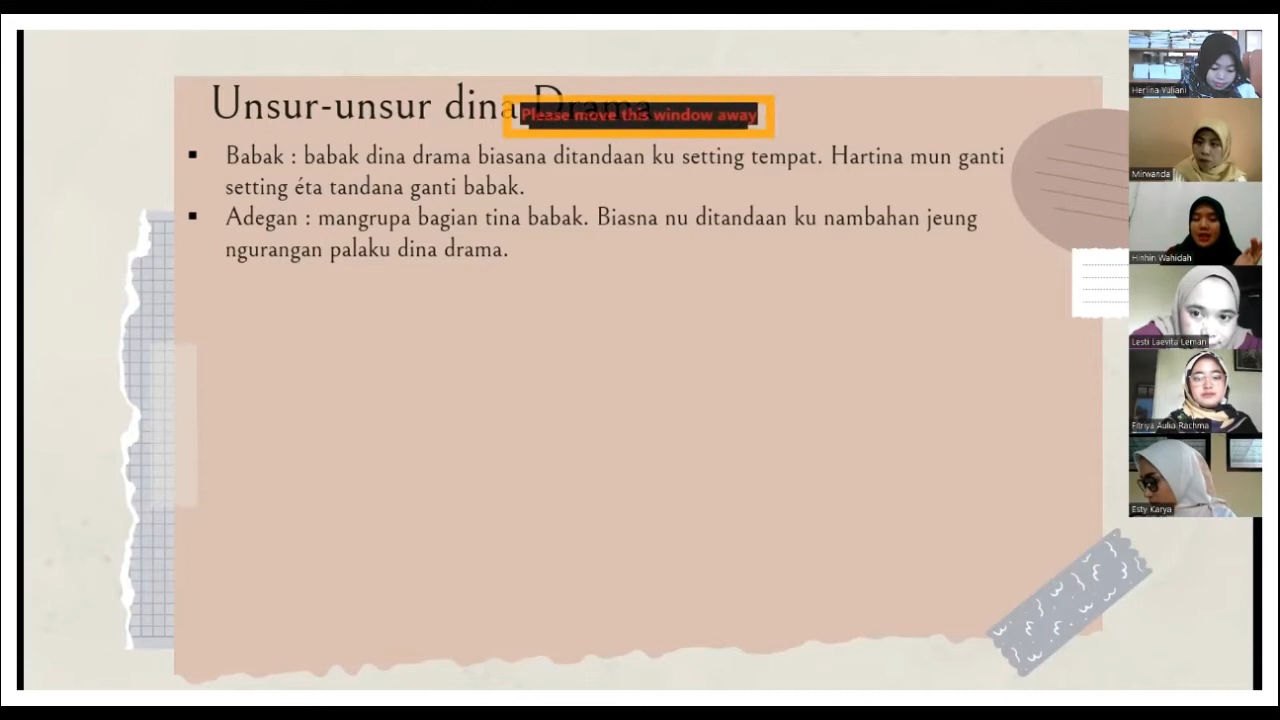 Unsur-unsur dina Drama
Please move this window away
Babak : babak dina drama biasana ditandaan ku setting tempat. Hartina mun ganti
setting éta tandana ganti babak.
Adegan : mangrupa bagian tina babak. Biasna nu ditandaan ku nambahan jeung
ngurangan palaku dina drama.
Herlina Yuliani
Mirwanda
Hinhin Wahidah
Lesti Laevita Leman
Fitriya Aulia Rachma
Esty Karya